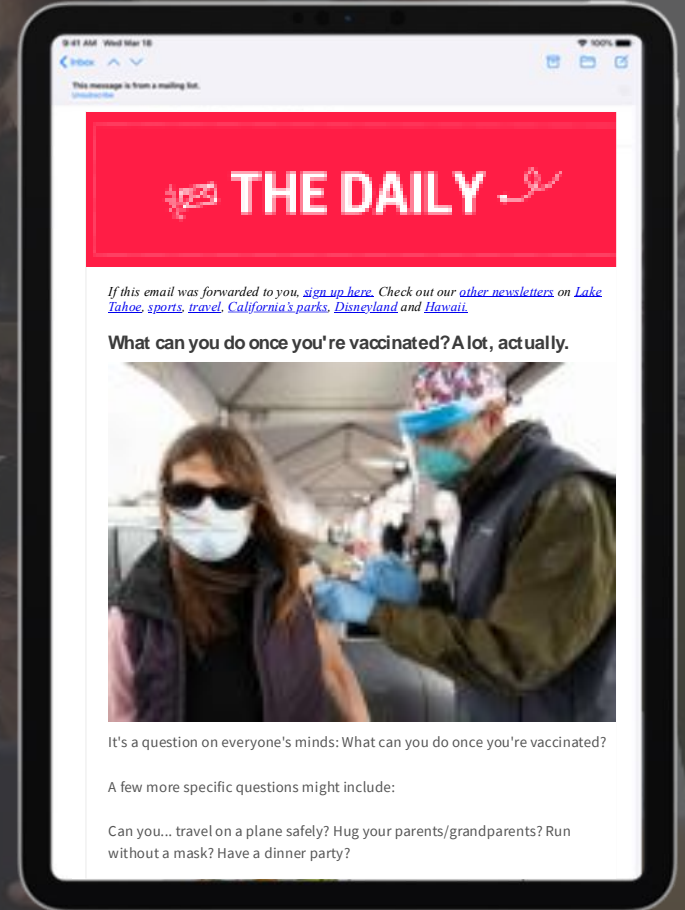 9:41 AM Wed Mar 16
100%
Inbox
This message is from a mailing list.
Unsubscribe
THE DAILY
If this email was forwarded to you, sign up here. Check out our other newsletters on Lake
Tahoe, sports, travel, California's parks, Disneyland and Hawaii.
What can you do once you're vaccinated? A lot, actually.
It's a question on everyone's minds: What can you do once you're vaccinated?
A few more specific questions might include:
Can you... travel on a plane safely? Hug your parents/grandparents? Run
without a mask? Have a dinner party?